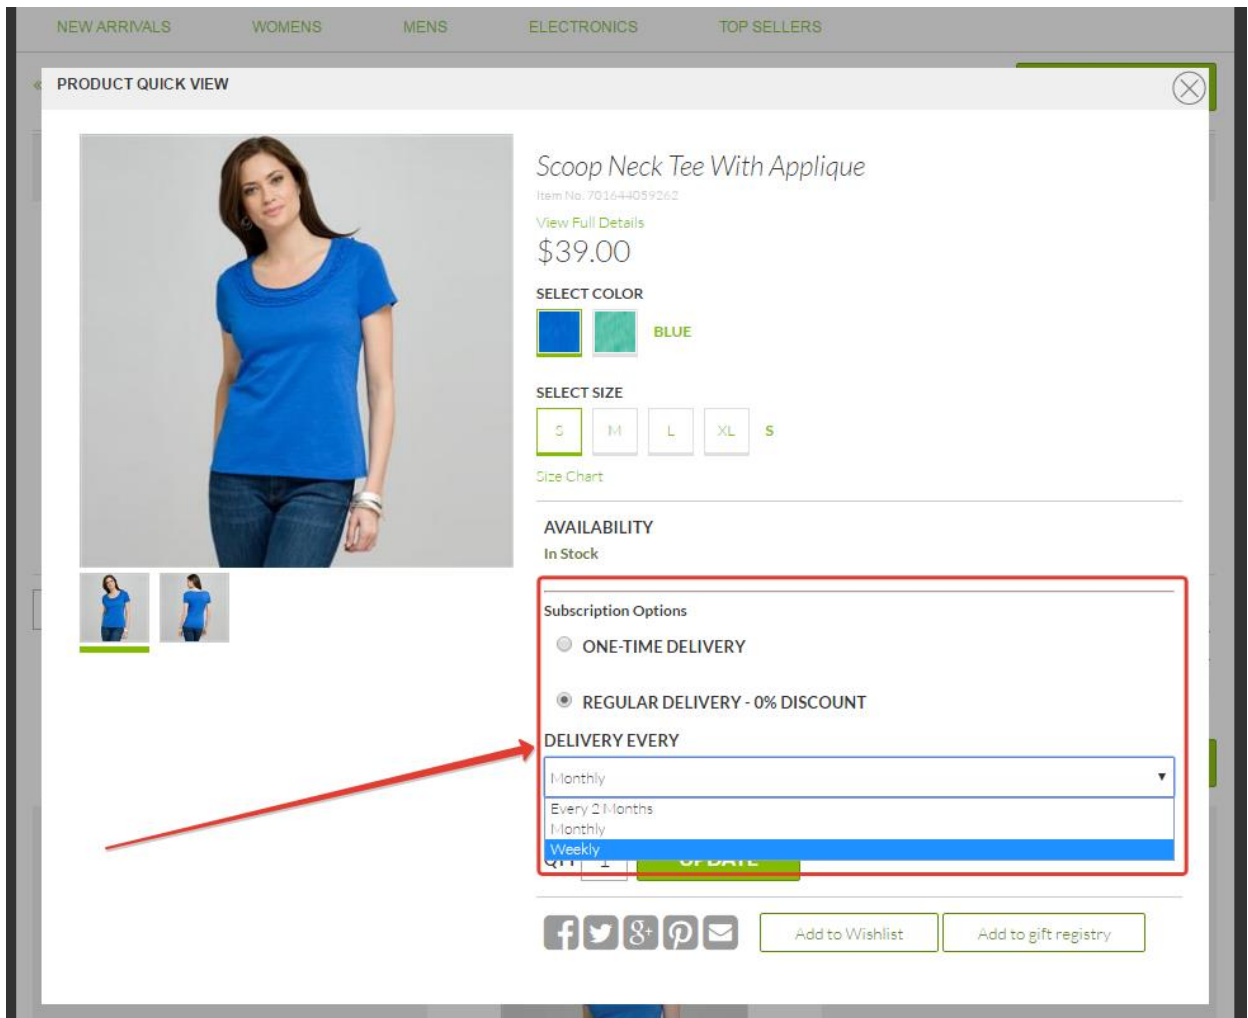 NEW ARRIVALS WOMENS MENS ELECTRONICS TOP SELLERS
« PRODUCT QUICK VIEW
Scoop Neck Tee With Applique
Item No. 701644059262
View Full Details
$39.00
SELECT COLOR
BLUE
SELECT SIZE
S M L XL S
Size Chart
AVAILABILITY
In Stock
Subscription Options
ONE-TIME DELIVERY
REGULAR DELIVERY - 0% DISCOUNT
DELIVERY EVERY
Monthly
Every 2 Months
Monthly
Weekly
QTY 1 UPDATE
Add to Wishlist Add to gift registry